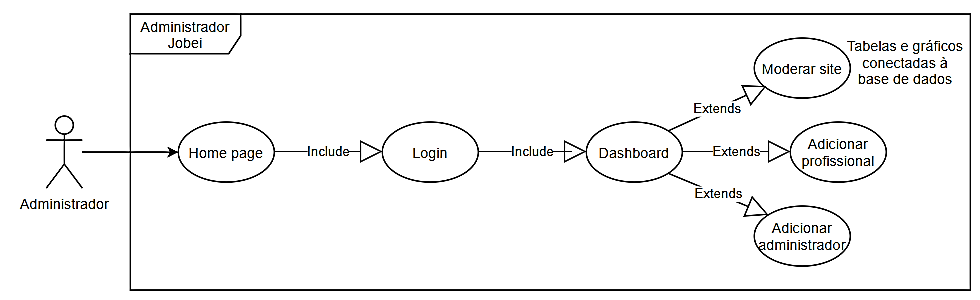 Administrador
Jobei
Administrador
Home page
Include
Login
Include
Dashboard
Extends
Moderar site
Tabelas e gráficos
conectadas à
base de dados
Extends
Adicionar
profissional
Extends
Adicionar
administrador